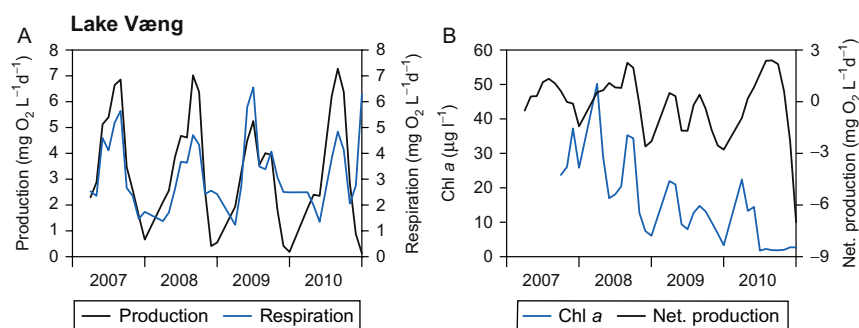 Lake Væng
A
Production (mg O₂ L⁻¹d⁻¹)
8
7
6
5
4
3
2
1
0
8
7
6
5
4
3
2
1
0
Respiration (mg O₂ L⁻¹d⁻¹)
2007 2008 2009 2010
Production Respiration
B
Chl a (µg l⁻¹)
60
50
40
30
20
10
0
3
0
−3
−6
−9
Net. production (mg O₂ L⁻¹d⁻¹)
2007 2008 2009 2010
Chl a Net. production